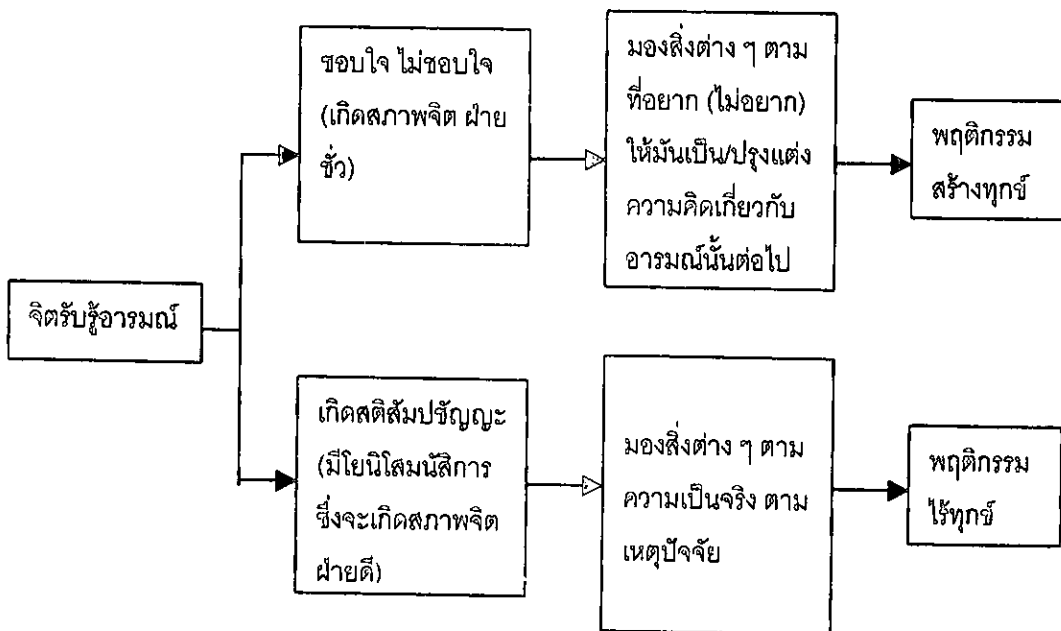 จิตรับรู้อารมณ์
ชอบใจ ไม่ชอบใจ
(เกิดสภาพจิต ฝ่าย
ชั่ว)
มองสิ่งต่าง ๆ ตาม
ที่อยาก (ไม่อยาก)
ให้มันเป็น/ปรุงแต่ง
ความคิดเกี่ยวกับ
อารมณ์นั้นต่อไป
พฤติกรรม
สร้างทุกข์
เกิดสติสัมปชัญญะ
(มีโยนิโสมนัสิการ
ซึ่งจะเกิดสภาพจิต
ฝ่ายดี)
มองสิ่งต่าง ๆ ตาม
ความเป็นจริง ตาม
เหตุปัจจัย
พฤติกรรม
ไร้ทุกข์